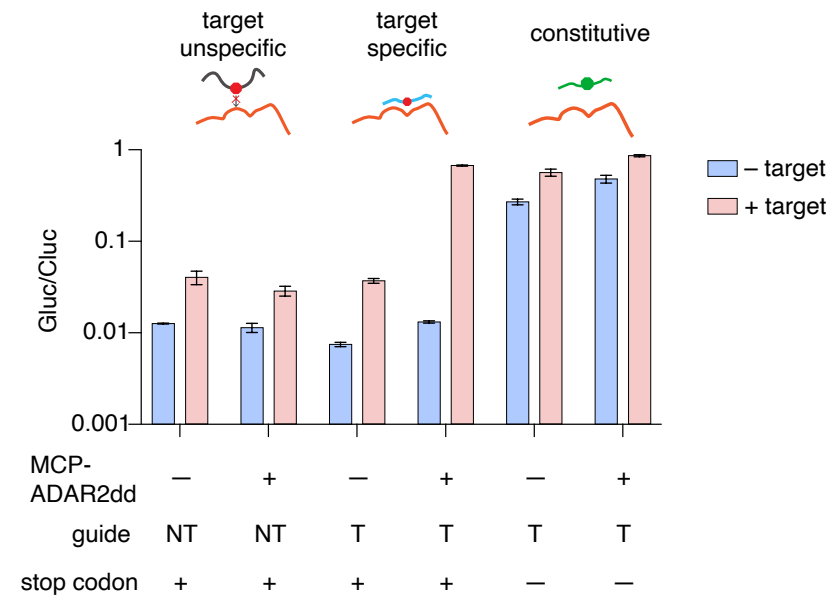 target unspecific
target specific
constitutive
1
0.1
0.01
0.001
Gluc/Cluc
– target
+ target
MCP-ADAR2dd — + — + — +
guide NT NT T T T T
stop codon + + + + — —